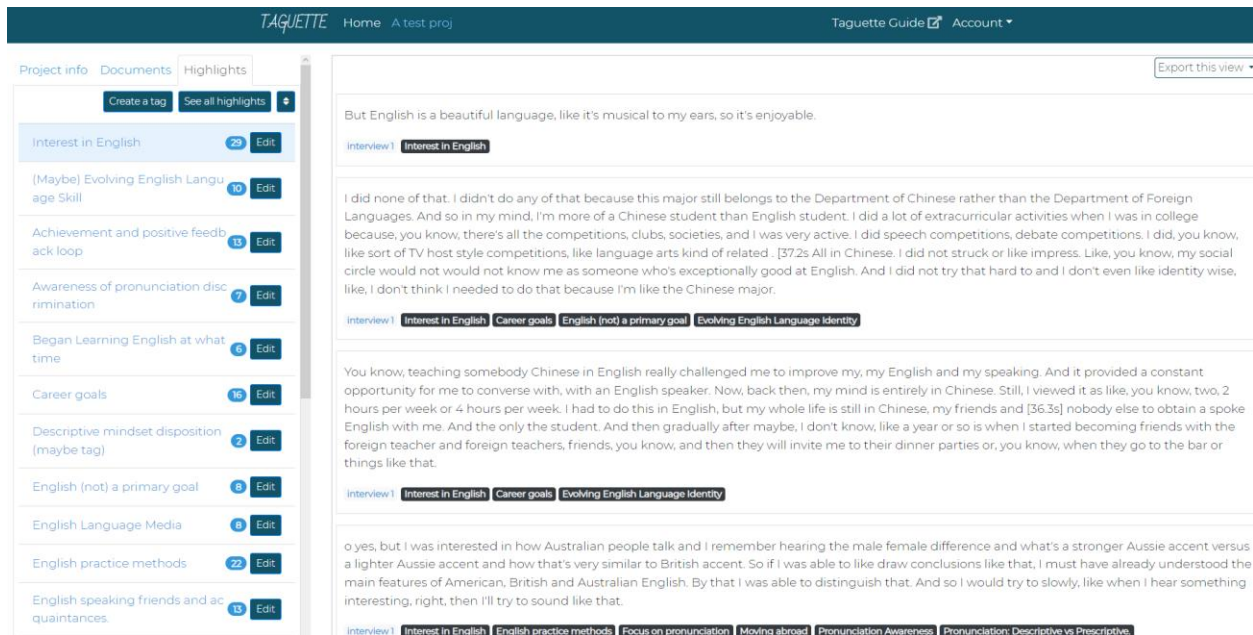 TAGUETTE Home A test proj Taguette Guide Account
Project info Documents Highlights
Create a tag See all highlights
Interest in English 29 Edit
(Maybe) Evolving English Langu
age Skill 10 Edit
Achievement and positive feedb
ack loop 13 Edit
Awareness of pronunciation disc
rimination 7 Edit
Began Learning English at what
time 6 Edit
Career goals 16 Edit
Descriptive mindset disposition
(maybe tag) 2 Edit
English (not) a primary goal 8 Edit
English Language Media 8 Edit
English practice methods 22 Edit
English speaking friends and ac
quaintances. 13 Edit
Export this view
But English is a beautiful language, like it's musical to my ears, so it's enjoyable.
interview 1 Interest in English
I did none of that. I didn't do any of that because this major still belongs to the Department of Chinese rather than the Department of Foreign
Languages. And so in my mind, I'm more of a Chinese student than English student. I did a lot of extracurricular activities when I was in college
because, you know, there's all the competitions, clubs, societies, and I was very active. I did speech competitions, debate competitions. I did, you know,
like sort of TV host style competitions, like language arts kind of related . [37.2s All in Chinese. I did not struck or like impress. Like, you know, my social
circle would not would not know me as someone who's exceptionally good at English. And I did not try that hard to and I don't even like identity wise,
like, I don't think I needed to do that because I'm like the Chinese major.
interview 1 Interest in English Career goals English (not) a primary goal Evolving English Language Identity
You know, teaching somebody Chinese in English really challenged me to improve my, my English and my speaking. And it provided a constant
opportunity for me to converse with, with an English speaker. Now, back then, my mind is entirely in Chinese. Still, I viewed it as like, you know, two, 2
hours per week or 4 hours per week. I had to do this in English, but my whole life is still in Chinese, my friends and [36.3s] nobody else to obtain a spoke
English with me. And the only the student. And then gradually after maybe, I don't know, like a year or so is when I started becoming friends with the
foreign teacher and foreign teachers, friends, you know, and then they will invite me to their dinner parties or, you know, when they go to the bar or
things like that.
interview 1 Interest in English Career goals Evolving English Language Identity
o yes, but I was interested in how Australian people talk and I remember hearing the male female difference and what's a stronger Aussie accent versus
a lighter Aussie accent and how that's very similar to British accent. So if I was able to like draw conclusions like that, I must have already understood the
main features of American, British and Australian English. By that I was able to distinguish that. And so I would try to slowly, like when I hear something
interesting, right, then I'll try to sound like that.
interview 1 Interest in English English practice methods Focus on pronunciation Moving abroad Pronunciation Awareness Pronunciation: Descriptive vs Prescriptive.